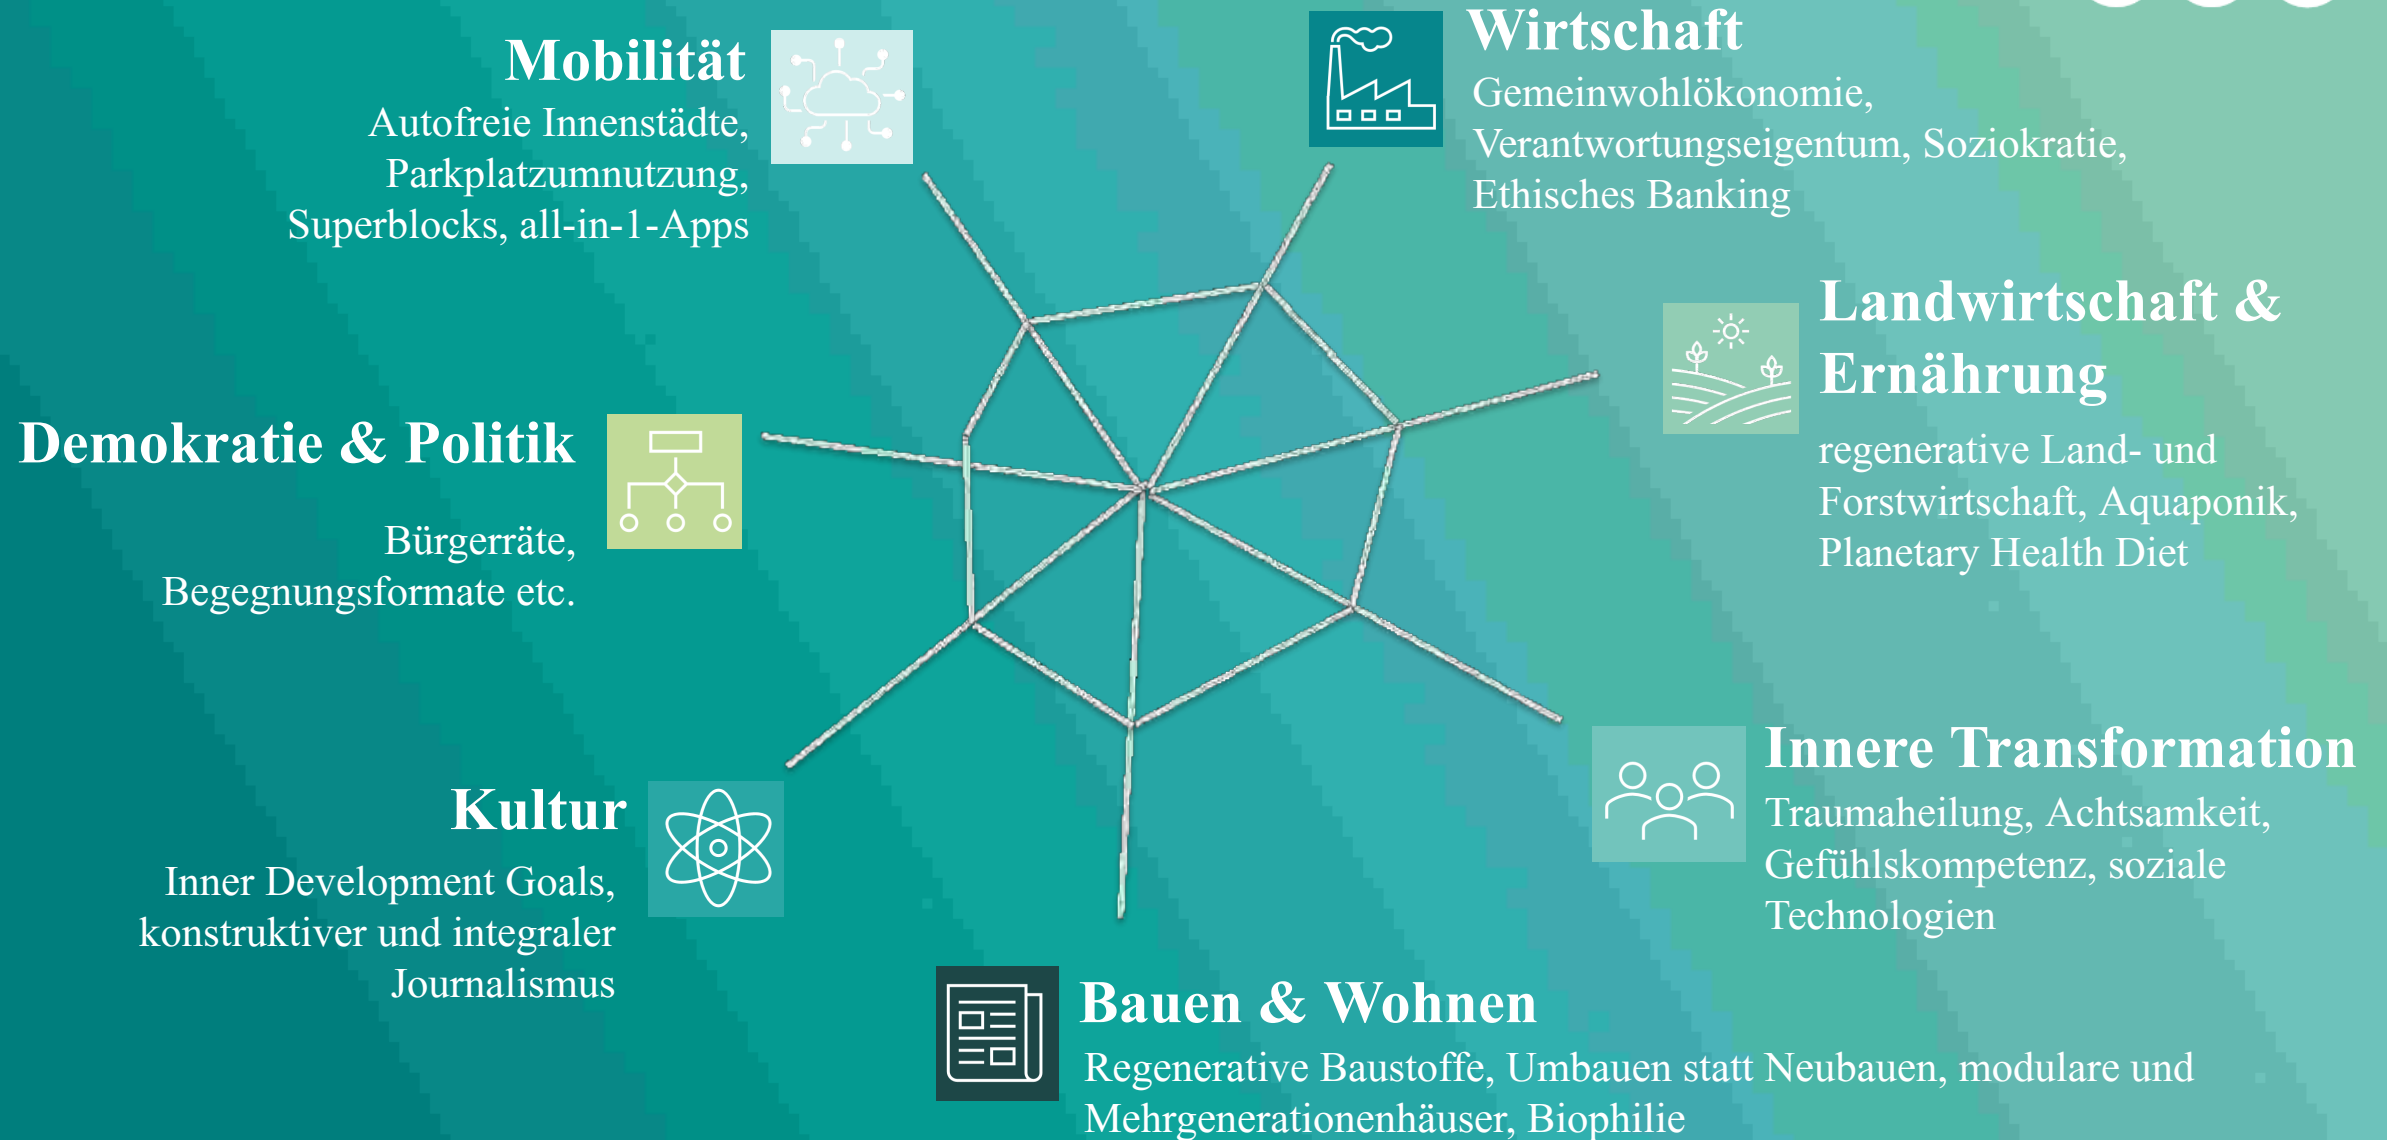 Mobilität
Autofreie Innenstädte,
Parkplatzumnutzung,
Superblocks, all-in-1-Apps
Wirtschaft
Gemeinwohlökonomie,
Verantwortungseigentum, Soziokratie,
Ethisches Banking
Landwirtschaft &
Ernährung
regenerative Land- und
Forstwirtschaft, Aquaponik,
Planetary Health Diet
Demokratie & Politik
Bürgerräte,
Begegnungsformate etc.
Innere Transformation
Traumaheilung, Achtsamkeit,
Gefühlskompetenz, soziale
Technologien
Kultur
Inner Development Goals,
konstruktiver und integraler
Journalismus
Bauen & Wohnen
Regenerative Baustoffe, Umbauen statt Neubauen, modulare und
Mehrgenerationenhäuser, Biophilie